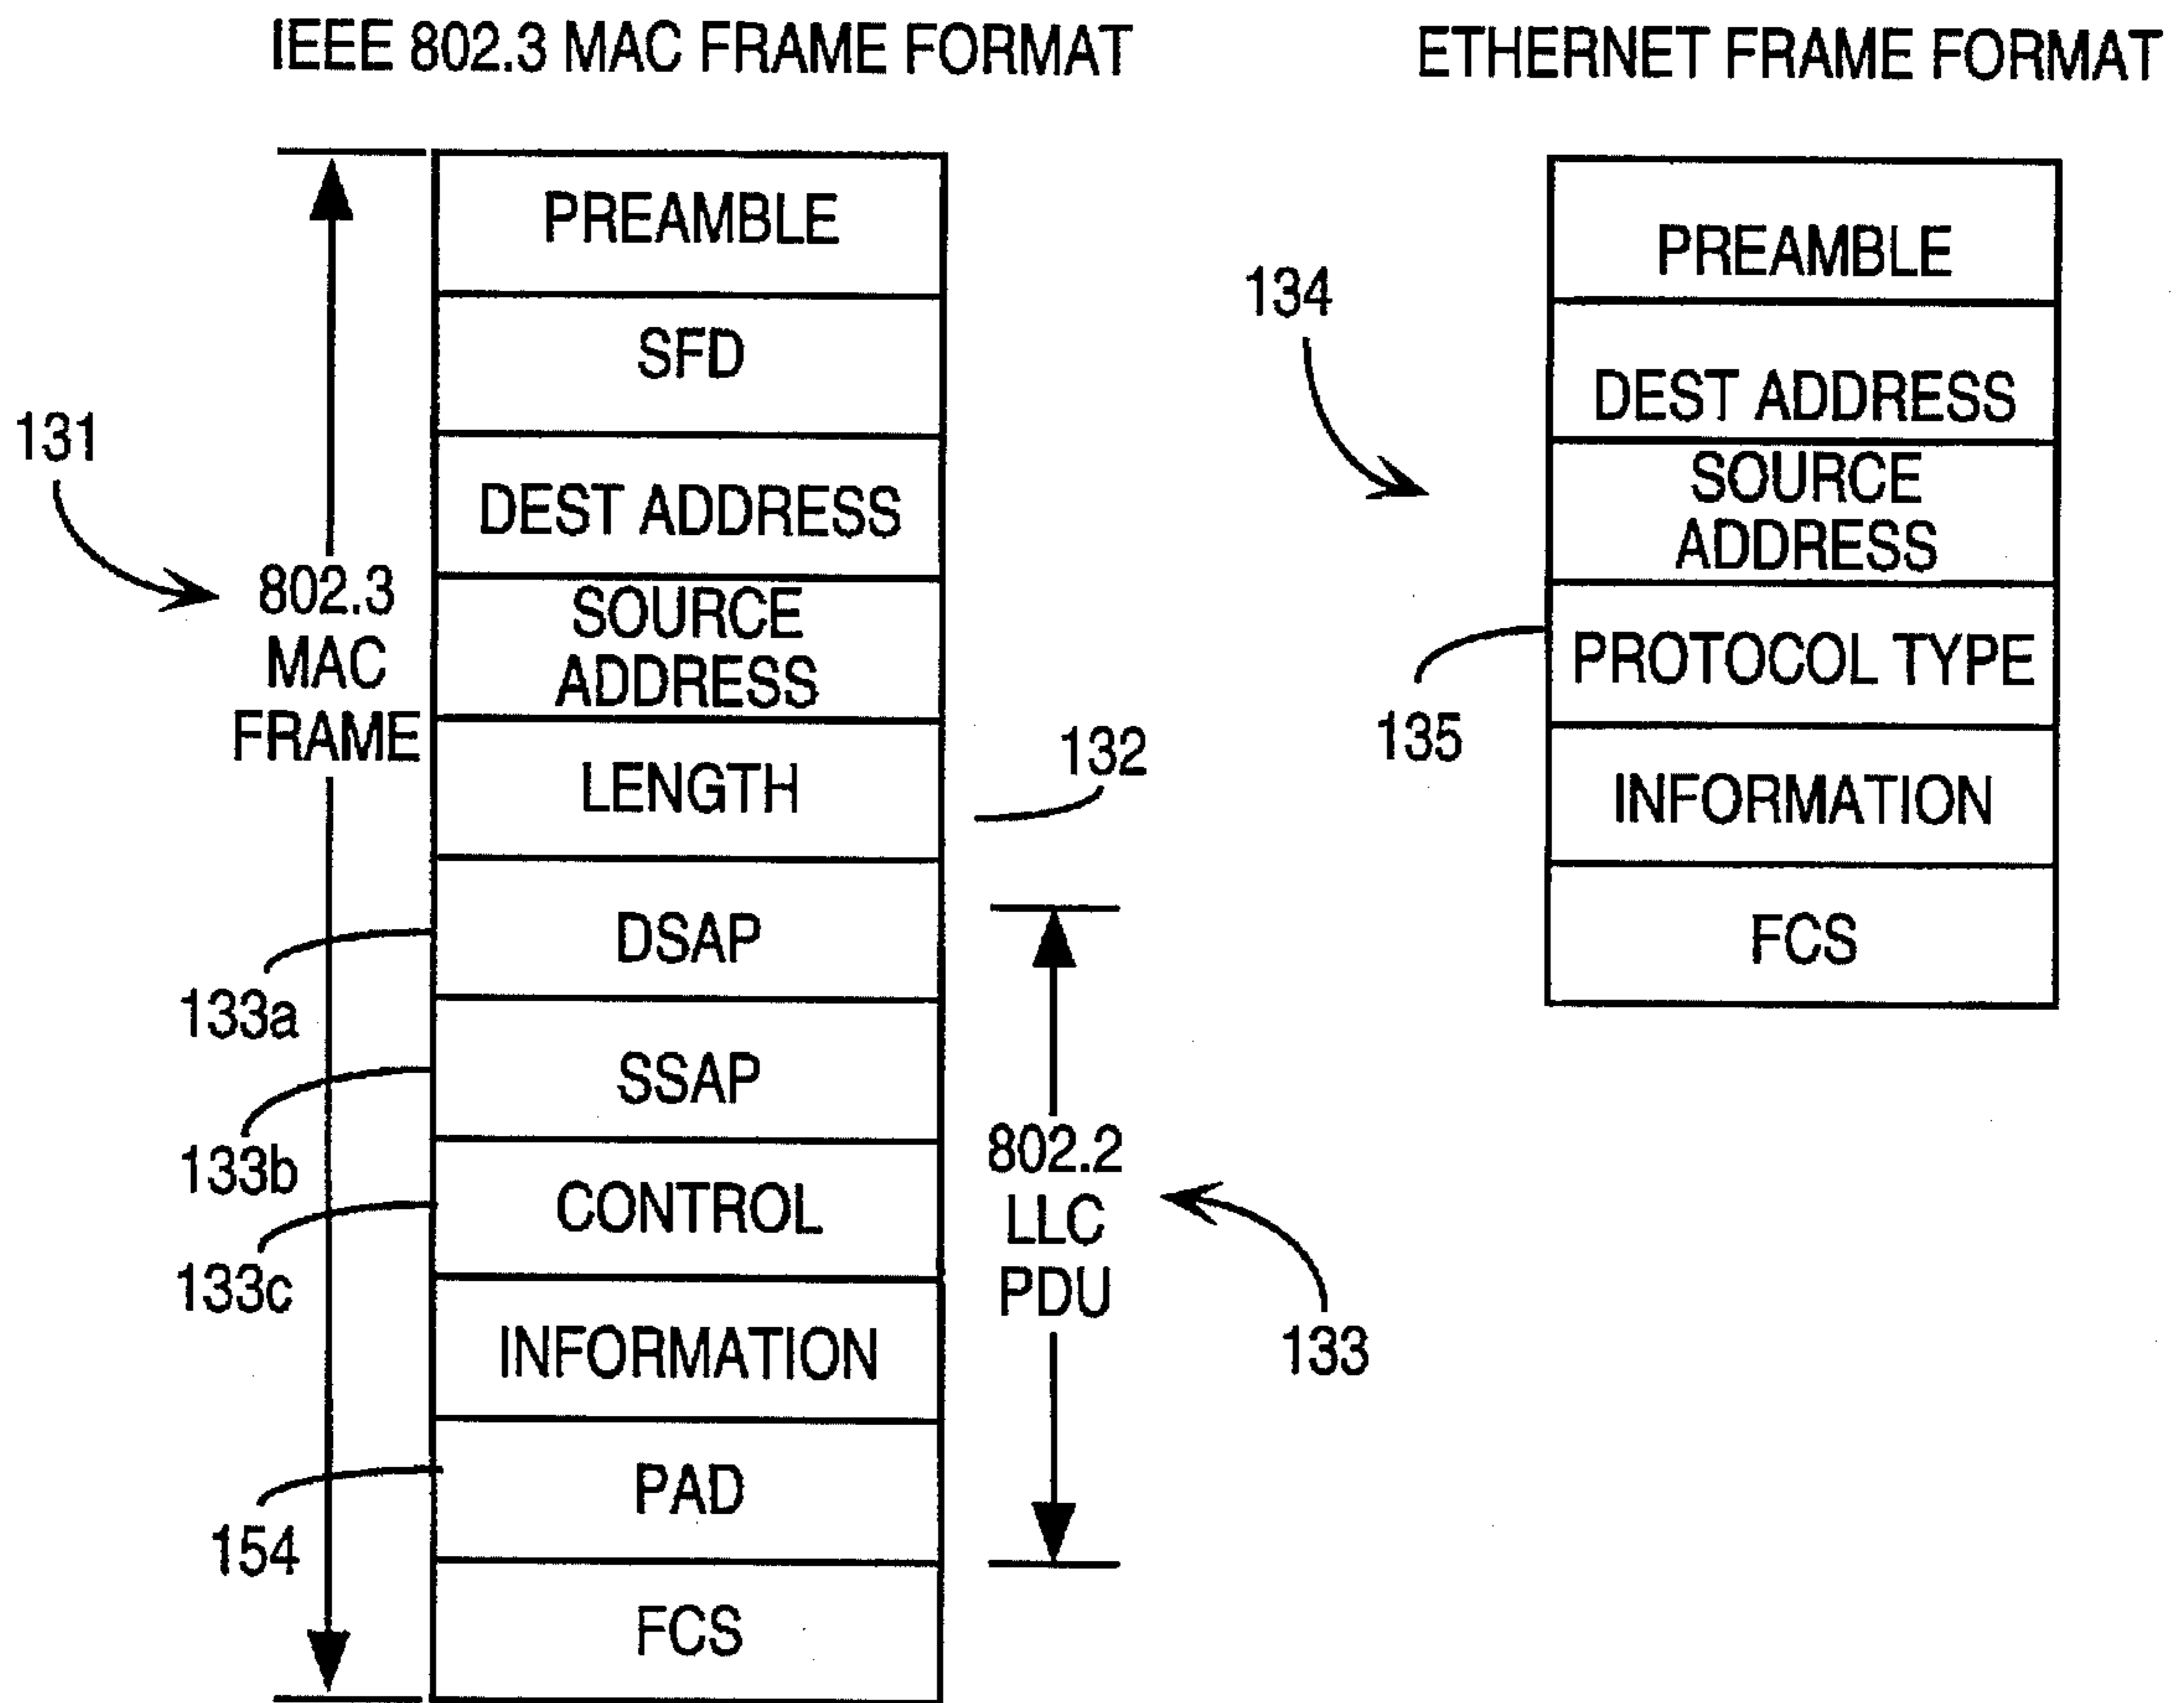 IEEE 802.3 MAC FRAME FORMAT
PREAMBLE
SFD
DEST ADDRESS
SOURCE
ADDRESS
LENGTH
DSAP
SSAP
CONTROL
INFORMATION
PAD
FCS
131
802.3
MAC
FRAME
133a
133b
133c
154
132
802.2
LLC
PDU
133
ETHERNET FRAME FORMAT
PREAMBLE
DEST ADDRESS
SOURCE
ADDRESS
PROTOCOL TYPE
INFORMATION
FCS
134
135